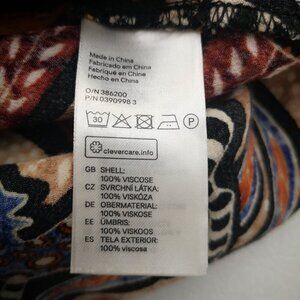 Made in China
Fabricado em China
Fabriqué en Chine
Hecho en China
O/N 386200
P/N 0390998 3
30
P
clevercare.info
GB SHELL:
100% VISCOSE
CZ SVRCHNÍ LÁTKA:
100% VISKÓZA
DE OBERMATERIAL:
100% VISKOSE
EE ÜMBRIS:
100% VISKOOS
ES TELA EXTERIOR:
100% viscosa